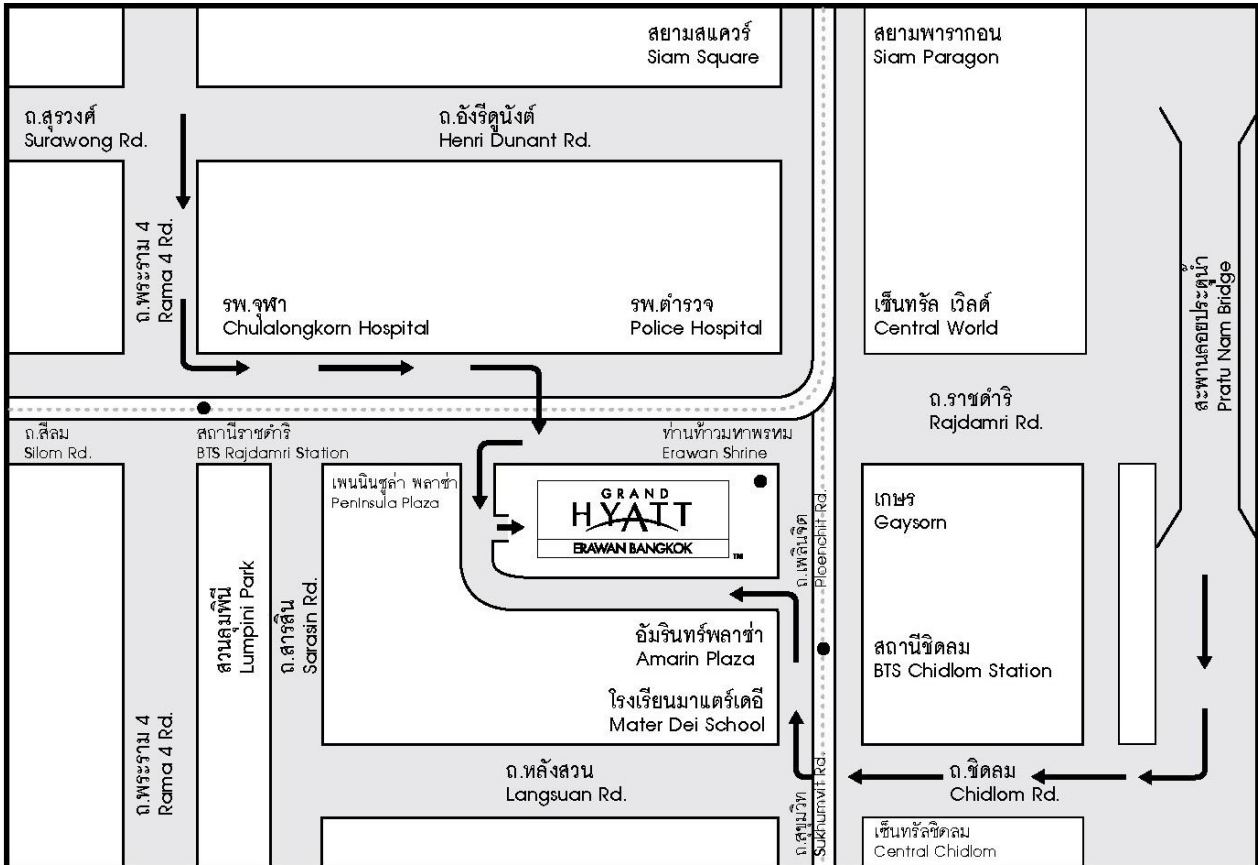 สยามสแควร์
Siam Square
สยามพารากอน
Siam Paragon
ถ.สุรวงศ์
Surawong Rd.
ถ.อังรีดูนังต์
Henri Dunant Rd.
ถ.พระราม 4
Rama 4 Rd.
รพ.จุฬา
Chulalongkorn Hospital
รพ.ตำรวจ
Police Hospital
เซ็นทรัล เวิลด์
Central World
สะพานลอยประตูน้ำ
Pratu Nam Bridge
ถ.ราชดำริ
Rajdamri Rd.
ถ.สีลม
Silom Rd.
สถานีราชดำริ
BTS Rajdamri Station
ท่านท้าวมหาพรหม
Erawan Shrine
เพนนินซูล่า พลาซ่า
Peninsula Plaza
GRAND
HYATT
ERAWAN BANGKOK
TM
ถ.เพลินจิต
Ploenchit Rd.
เกษร
Gaysorn
สวนลุมพินี
Lumpini Park
ถ.สารสิน
Sarasin Rd.
อัมรินทร์พลาซ่า
Amarin Plaza
สถานีชิดลม
BTS Chidlom Station
โรงเรียนมาแตร์เดอี
Mater Dei School
ถ.พระราม 4
Rama 4 Rd.
ถ.หลังสวน
Langsuan Rd.
ถ.สุขุมวิท
Sukhumvit Rd.
ถ.ชิดลม
Chidlom Rd.
เซ็นทรัลชิดลม
Central Chidlom